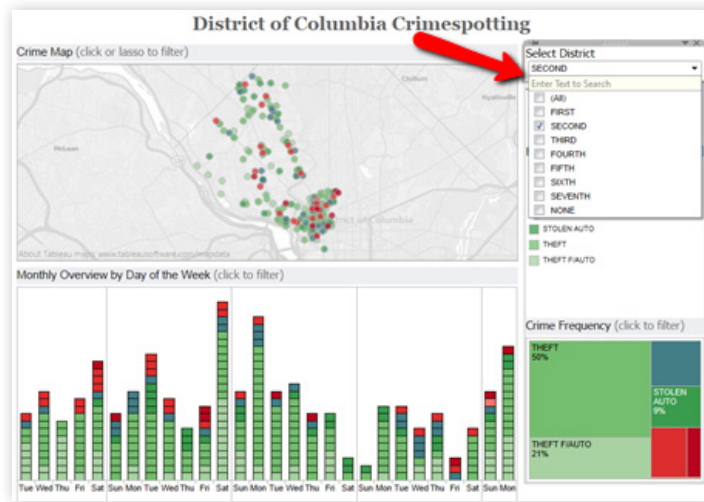 District of Columbia Crimespotting
Crime Map (click or lasso to filter)
Chillum
Hyattsville
McLean
District of Columbia
About Tableau maps: www.tableausoftware.com/mapdata
Select District
SECOND
Enter Text to Search
(All)
FIRST
SECOND
THIRD
FOURTH
FIFTH
SIXTH
SEVENTH
NONE
STOLEN AUTO
THEFT
THEFT F/AUTO
Monthly Overview by Day of the Week (click to filter)
Tue Wed Thu Fri Sat Sun Mon Tue Wed Thu Fri Sat Sun Mon Tue Wed Thu Fri Sat Sun Mon Tue Wed Thu Fri Sat Sun Mon
Crime Frequency (click to filter)
THEFT
50%
STOLEN
AUTO
9%
THEFT F/AUTO
21%